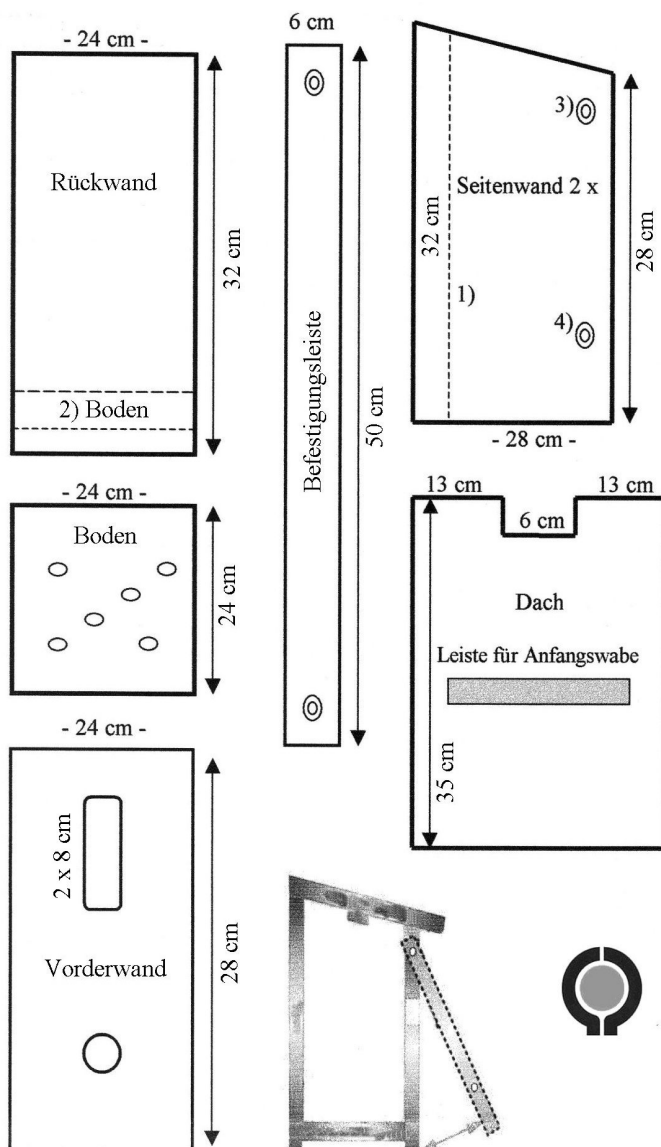 - 24 cm -
Rückwand
32 cm
2) Boden
6 cm
Befestigungsleiste
50 cm
3)
Seitenwand 2 x
32 cm
28 cm
1)
4)
- 28 cm -
- 24 cm -
Boden
24 cm
13 cm
13 cm
6 cm
Dach
Leiste für Anfangswabe
35 cm
- 24 cm -
2 x 8 cm
Vorderwand
28 cm